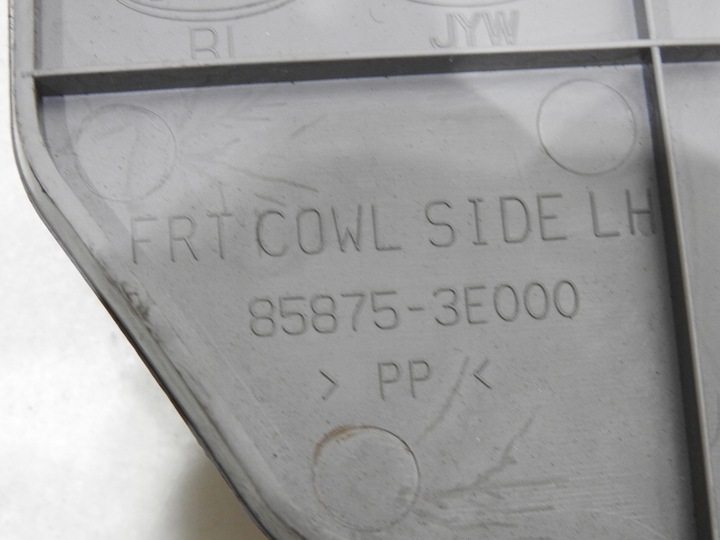 JYW
FRT COWL SIDE LH
85875-3E000
> PP <